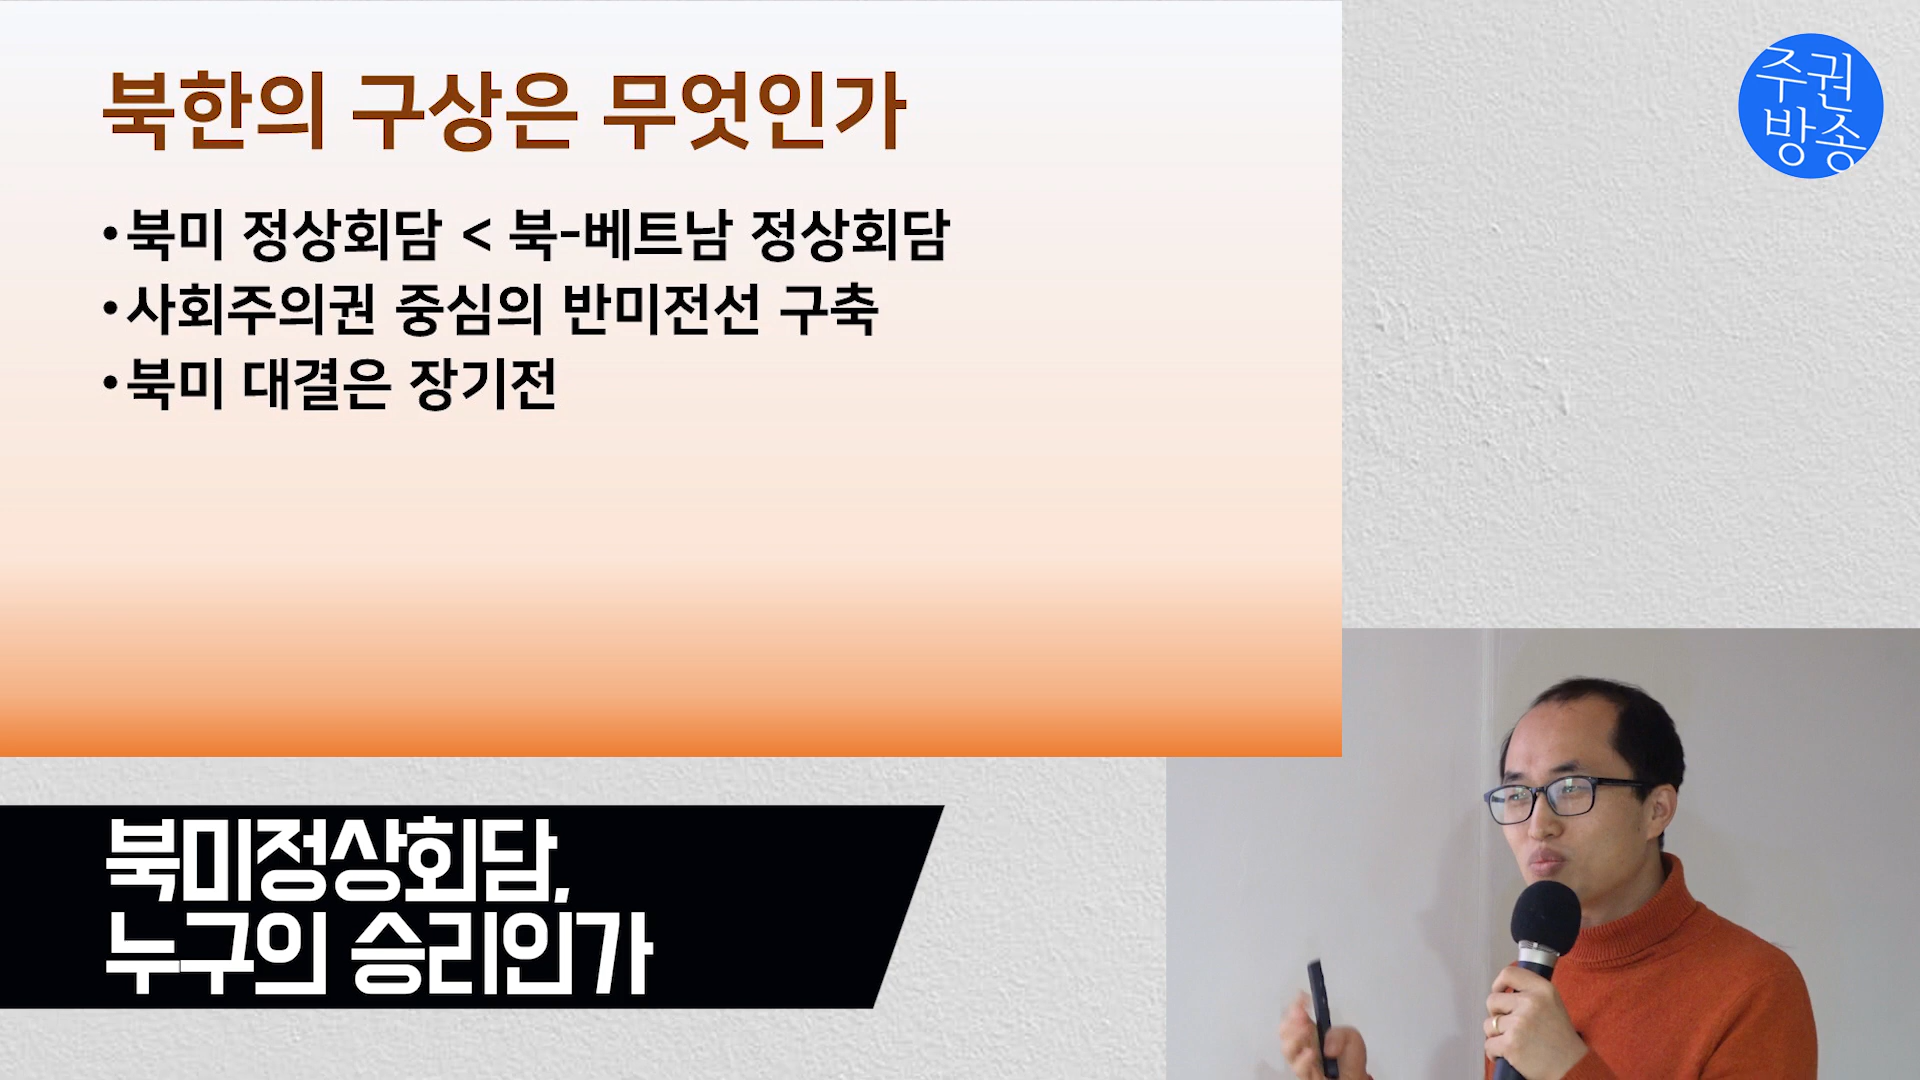 북한의 구상은 무엇인가
•북미 정상회담 < 북-베트남 정상회담
•사회주의권 중심의 반미전선 구축
•북미 대결은 장기전
주권
방송
북미정상회담,
누구의 승리인가